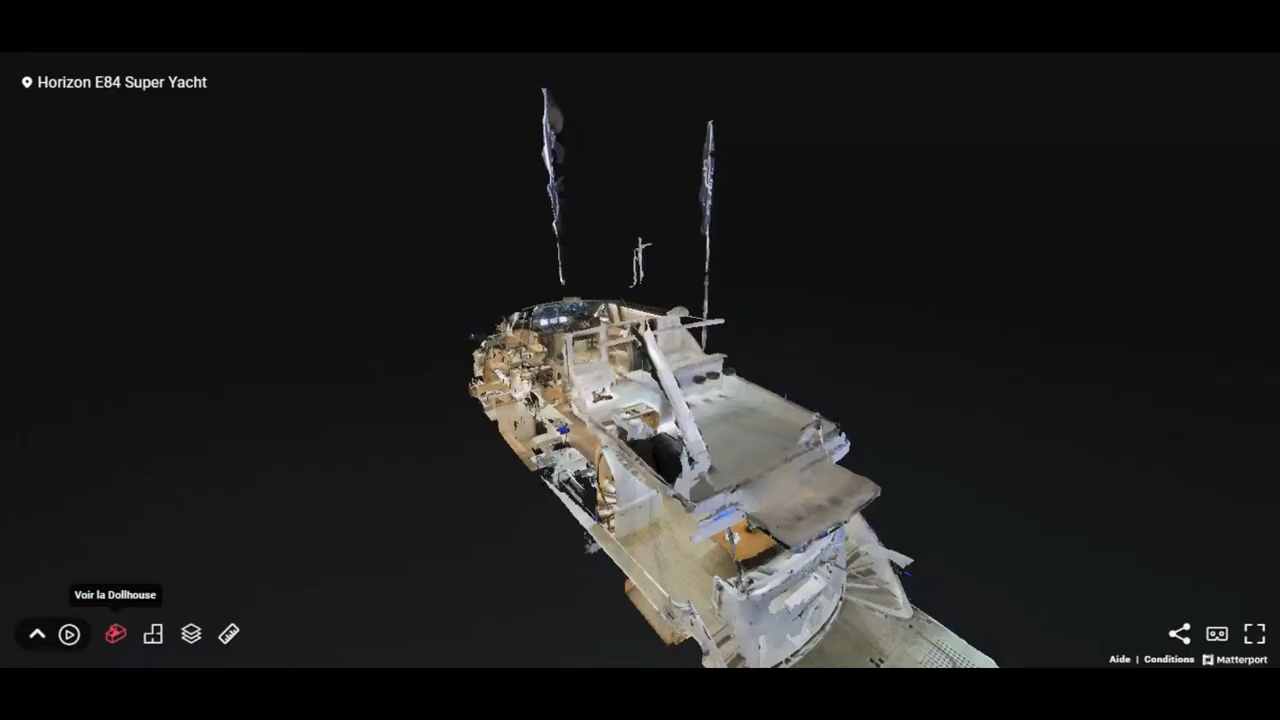 Horizon E84 Super Yacht
Voir la Dollhouse
Aide | Conditions Matterport